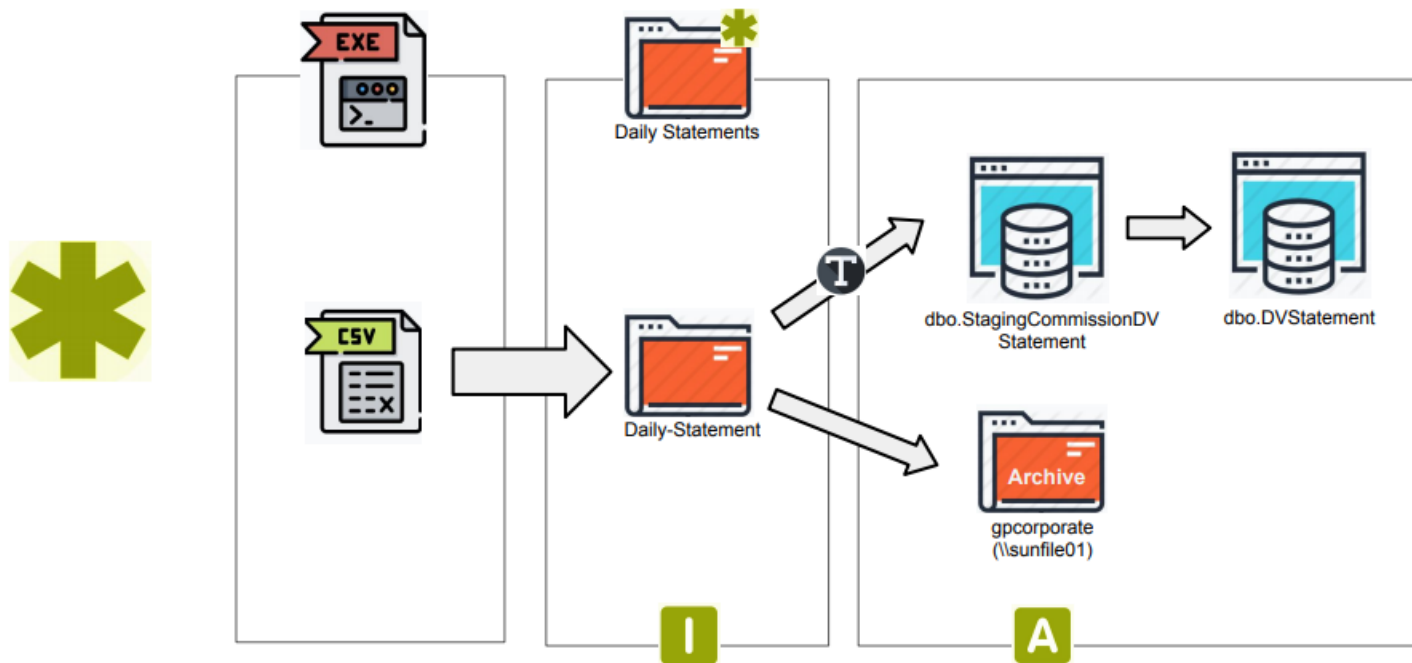 EXE
>_
Daily Statements
T
dbo.StagingCommissionDV
Statement
dbo.DVStatement
CSV
x
Daily-Statement
Archive
gpcorporate
(\\sunfile01)
I
A